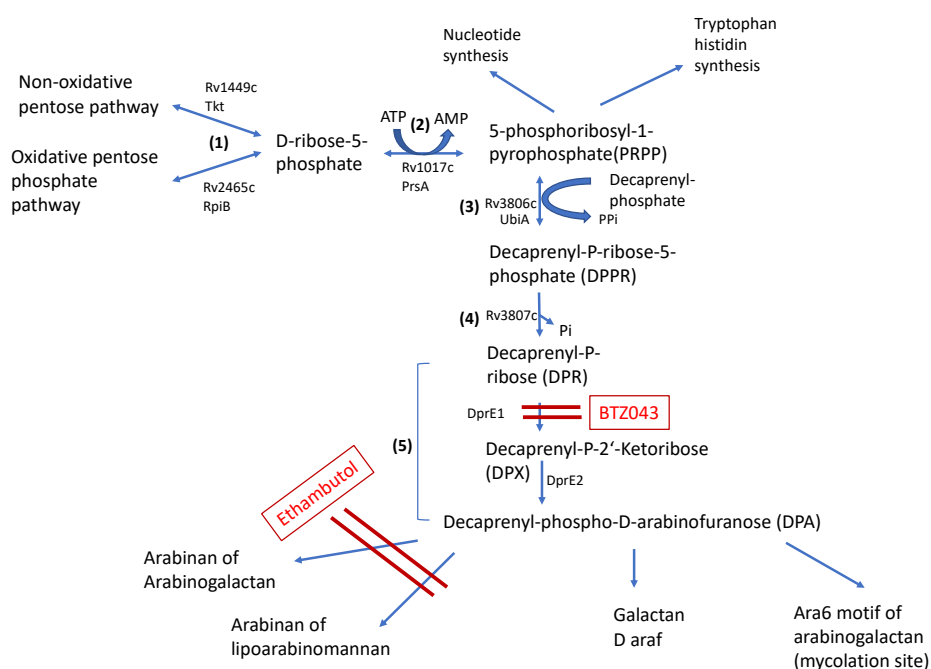 Nucleotide
synthesis
Tryptophan
histidin
synthesis
Non-oxidative
pentose pathway
Rv1449c
Tkt
(1)
Oxidative pentose
phosphate
pathway
Rv2465c
RpiB
D-ribose-5-
phosphate
ATP
(2)
AMP
Rv1017c
PrsA
5-phosphoribosyl-1-
pyrophosphate(PRPP)
(3)
Rv3806c
UbiA
Decaprenyl-
phosphate
PPi
Decaprenyl-P-ribose-5-
phosphate (DPPR)
(4)
Rv3807c
Pi
Decaprenyl-P-
ribose (DPR)
DprE1
BTZ043
(5)
Decaprenyl-P-2‘-Ketoribose
(DPX)
DprE2
Ethambutol
Decaprenyl-phospho-D-arabinofuranose (DPA)
Arabinan of
Arabinogalactan
Arabinan of
lipoarabinomannan
Galactan
D araf
Ara6 motif of
arabinogalactan
(mycolation site)